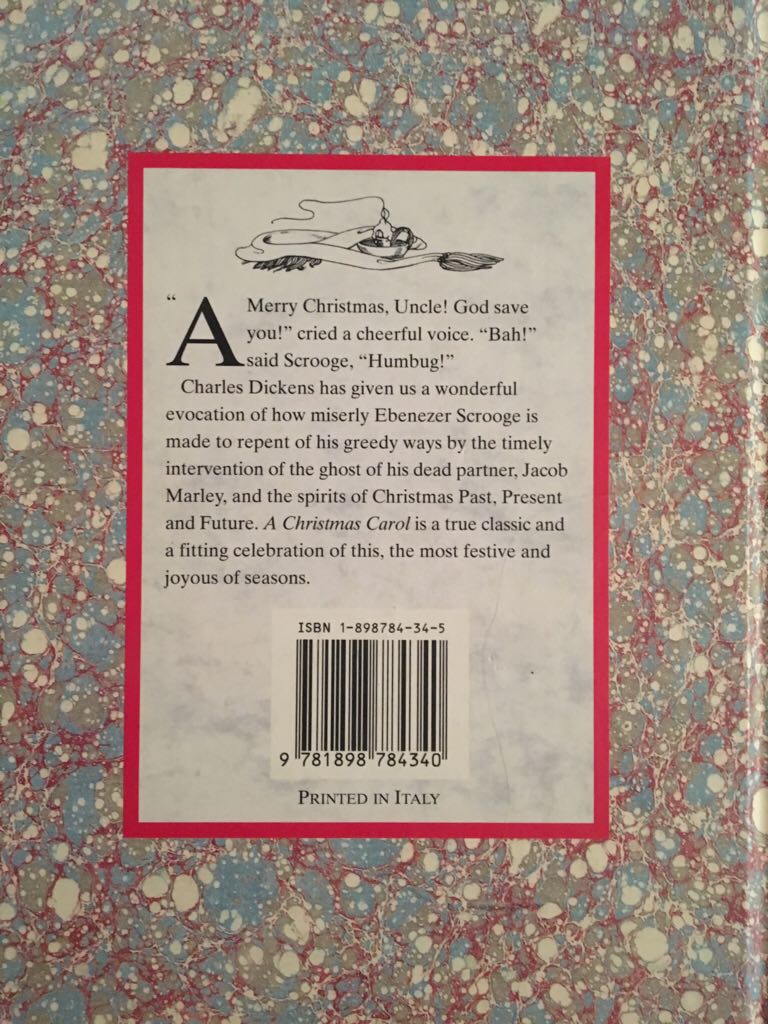 “A Merry Christmas, Uncle! God save
you!” cried a cheerful voice. “Bah!”
said Scrooge, “Humbug!”
Charles Dickens has given us a wonderful
evocation of how miserly Ebenezer Scrooge is
made to repent of his greedy ways by the timely
intervention of the ghost of his dead partner, Jacob
Marley, and the spirits of Christmas Past, Present
and Future. A Christmas Carol is a true classic and
a fitting celebration of this, the most festive and
joyous of seasons.
ISBN 1-898784-34-5
9 781898 784340
PRINTED IN ITALY